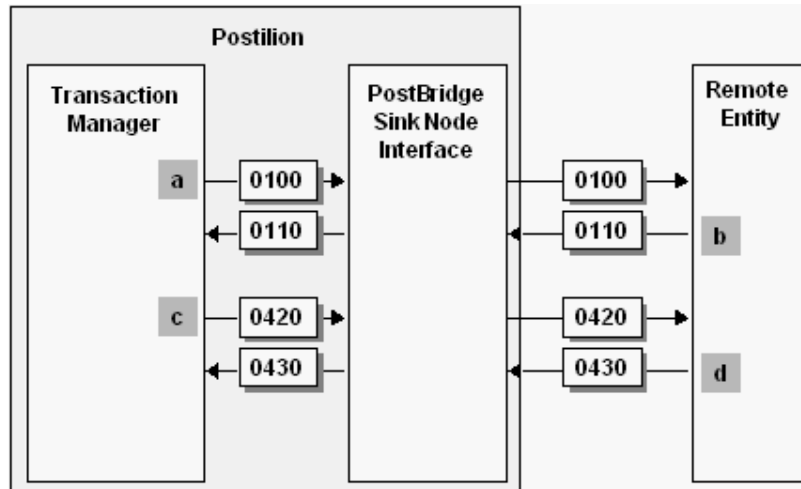 Postilion
Transaction
Manager
PostBridge
Sink Node
Interface
Remote
Entity
a
0100
0100
0110
0110
b
c
0420
0420
0430
0430
d